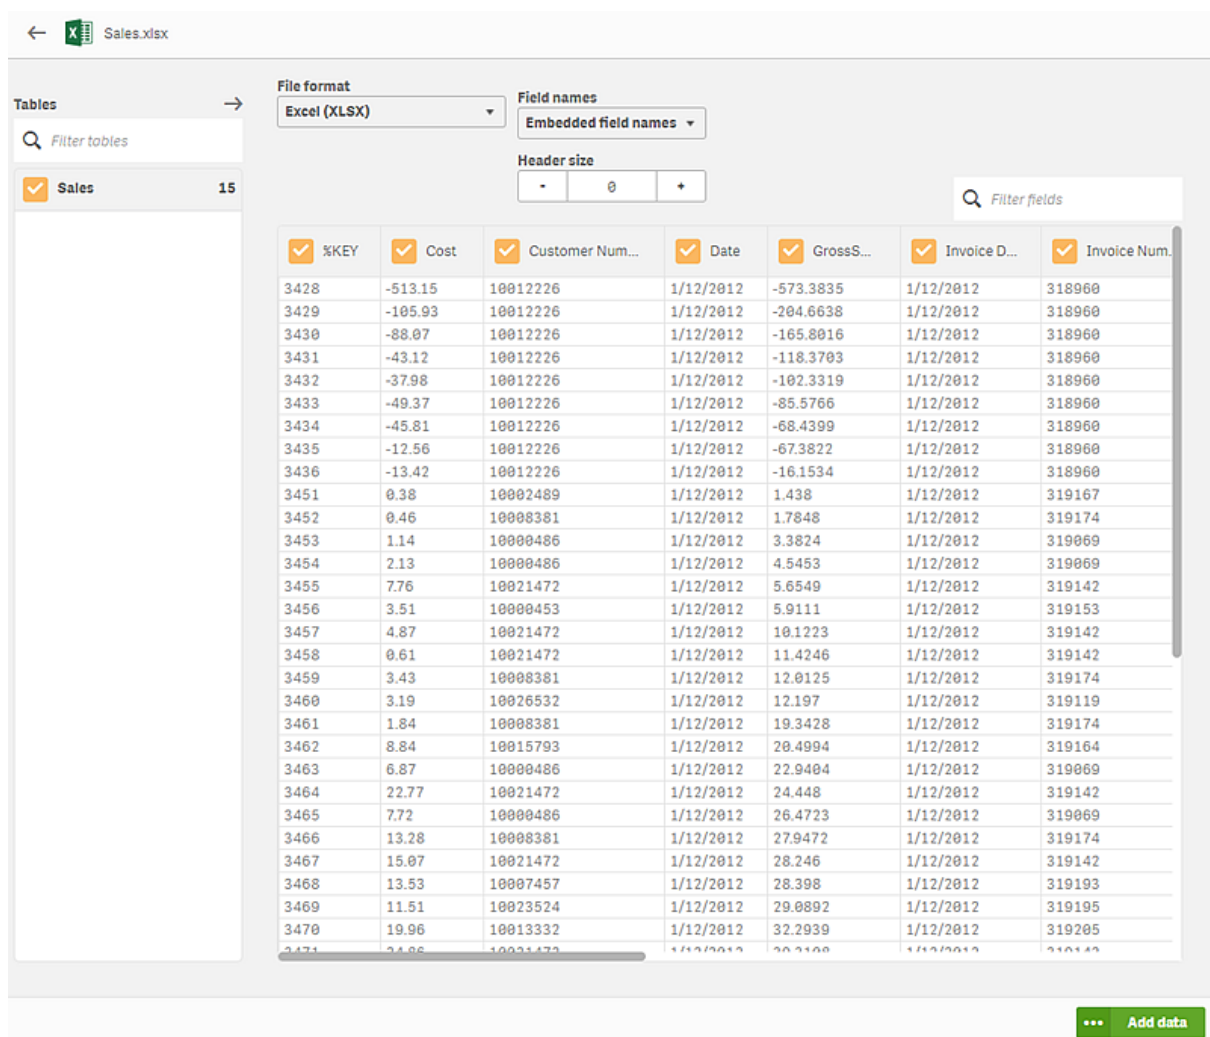 Sales.xlsx
Tables
Filter tables
Sales 15
File format
Excel (XLSX)
Field names
Embedded field names
Header size
- 0 +
Filter fields
%KEY Cost Customer Num... Date GrossS... Invoice D... Invoice Num.
3428 -513.15 10012226 1/12/2012 -573.3835 1/12/2012 318960
3429 -105.93 10012226 1/12/2012 -204.6638 1/12/2012 318960
3430 -88.07 10012226 1/12/2012 -165.8016 1/12/2012 318960
3431 -43.12 10012226 1/12/2012 -118.3703 1/12/2012 318960
3432 -37.98 10012226 1/12/2012 -102.3319 1/12/2012 318960
3433 -49.37 10012226 1/12/2012 -85.5766 1/12/2012 318960
3434 -45.81 10012226 1/12/2012 -68.4399 1/12/2012 318960
3435 -12.56 10012226 1/12/2012 -67.3822 1/12/2012 318960
3436 -13.42 10012226 1/12/2012 -16.1534 1/12/2012 318960
3451 0.38 10002489 1/12/2012 1.438 1/12/2012 319167
3452 0.46 10008381 1/12/2012 1.7848 1/12/2012 319174
3453 1.14 10000486 1/12/2012 3.3824 1/12/2012 319069
3454 2.13 10000486 1/12/2012 4.5453 1/12/2012 319069
3455 7.76 10021472 1/12/2012 5.6549 1/12/2012 319142
3456 3.51 10000453 1/12/2012 5.9111 1/12/2012 319153
3457 4.87 10021472 1/12/2012 10.1223 1/12/2012 319142
3458 0.61 10021472 1/12/2012 11.4246 1/12/2012 319142
3459 3.43 10008381 1/12/2012 12.0125 1/12/2012 319174
3460 3.19 10026532 1/12/2012 12.197 1/12/2012 319119
3461 1.84 10008381 1/12/2012 19.3428 1/12/2012 319174
3462 8.84 10015793 1/12/2012 20.4994 1/12/2012 319164
3463 6.87 10000486 1/12/2012 22.9404 1/12/2012 319069
3464 22.77 10021472 1/12/2012 24.448 1/12/2012 319142
3465 7.72 10000486 1/12/2012 26.4723 1/12/2012 319069
3466 13.28 10008381 1/12/2012 27.9472 1/12/2012 319174
3467 15.07 10021472 1/12/2012 28.246 1/12/2012 319142
3468 13.53 10007457 1/12/2012 28.398 1/12/2012 319193
3469 11.51 10023524 1/12/2012 29.0892 1/12/2012 319195
3470 19.96 10013332 1/12/2012 32.2939 1/12/2012 319205
Add data